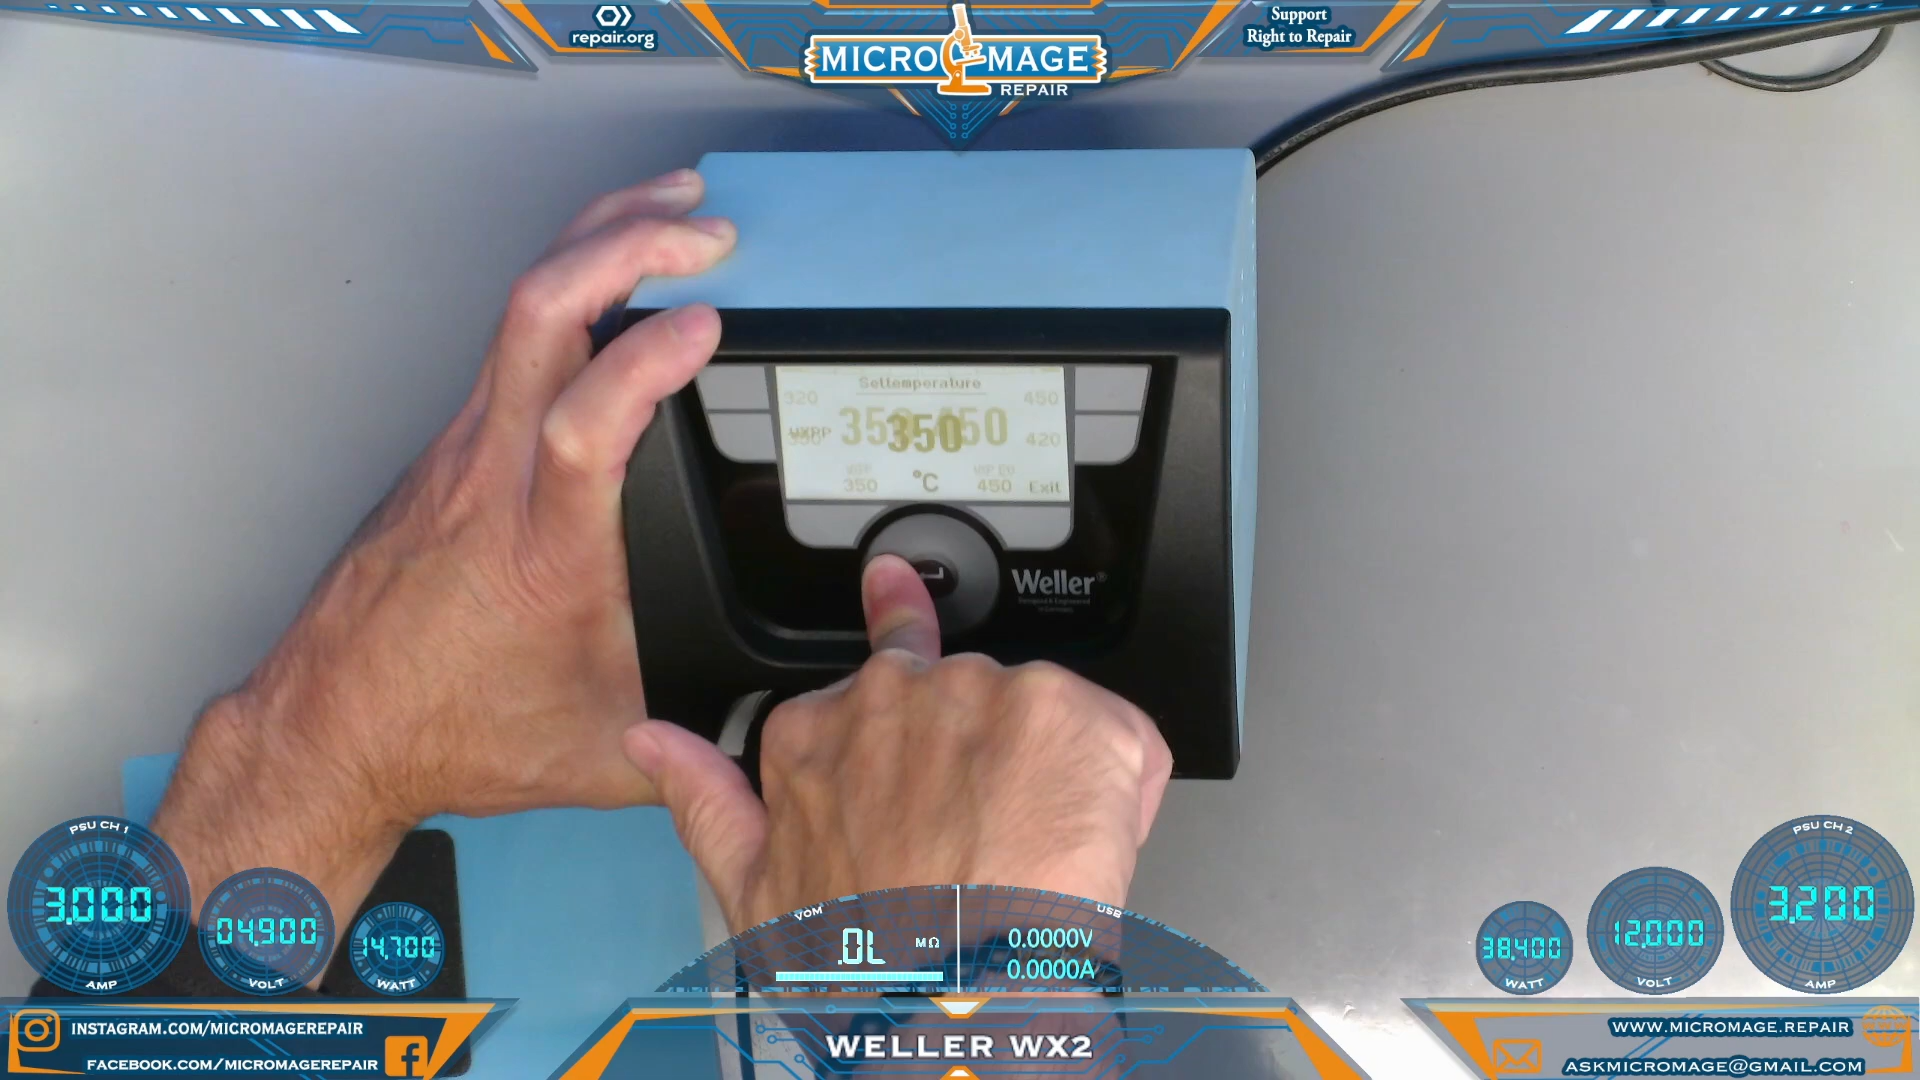 repair.org
MICRO MAGE
REPAIR
Support
Right to Repair
Settemperature
320
450
350
420
350
°C
450
Exit
Weller®
PSU CH 1
3.000
AMP
04.900
VOLT
14.700
WATT
VOM
.0L
MΩ
USB
0.0000V
0.0000A
38.400
WATT
12.000
VOLT
PSU CH 2
3.200
AMP
INSTAGRAM.COM/MICROMAGEREPAIR
FACEBOOK.COM/MICROMAGEREPAIR
WELLER WX2
WWW.MICROMAGE.REPAIR
ASKMICROMAGE@GMAIL.COM